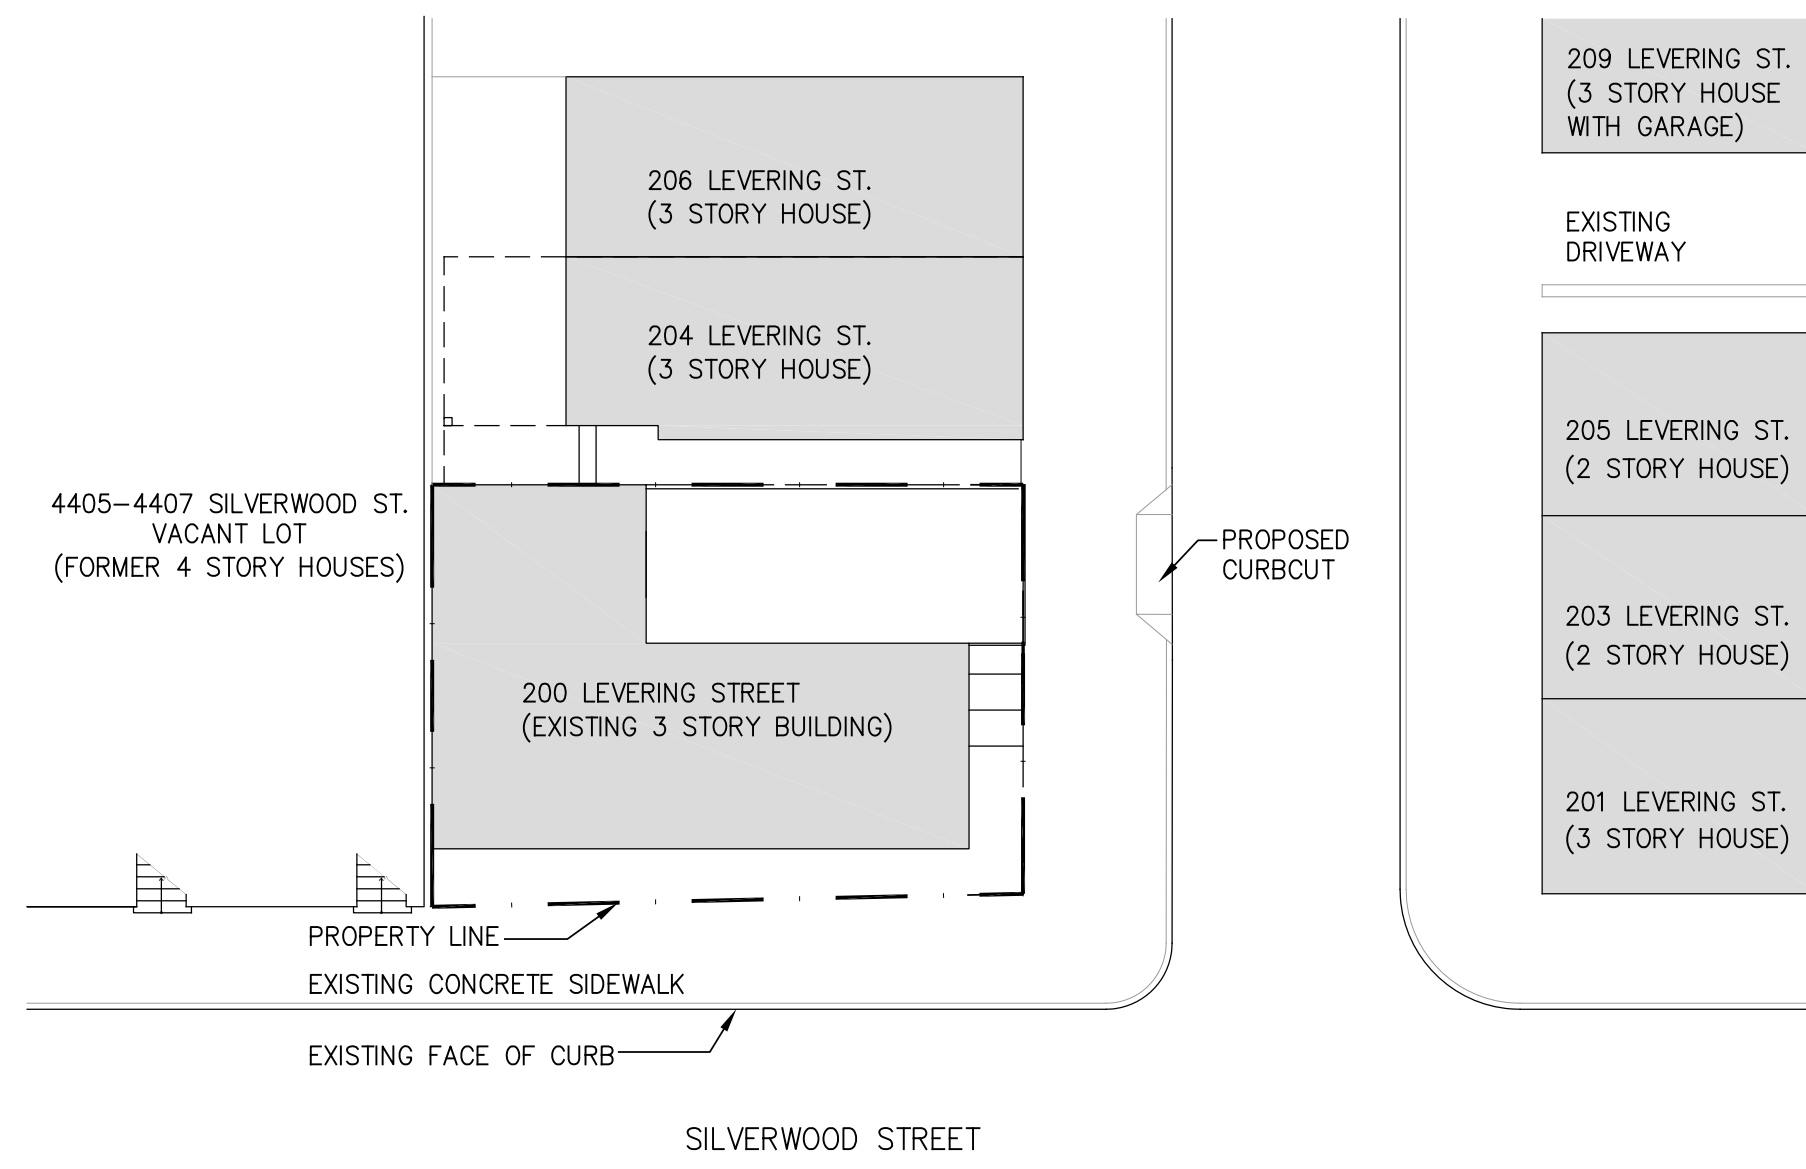 209 LEVERING ST.
(3 STORY HOUSE
WITH GARAGE)
206 LEVERING ST.
(3 STORY HOUSE)
EXISTING
DRIVEWAY
204 LEVERING ST.
(3 STORY HOUSE)
205 LEVERING ST.
(2 STORY HOUSE)
4405-4407 SILVERWOOD ST.
VACANT LOT
(FORMER 4 STORY HOUSES)
PROPOSED
CURBCUT
203 LEVERING ST.
(2 STORY HOUSE)
200 LEVERING STREET
(EXISTING 3 STORY BUILDING)
201 LEVERING ST.
(3 STORY HOUSE)
PROPERTY LINE
EXISTING CONCRETE SIDEWALK
EXISTING FACE OF CURB
SILVERWOOD STREET